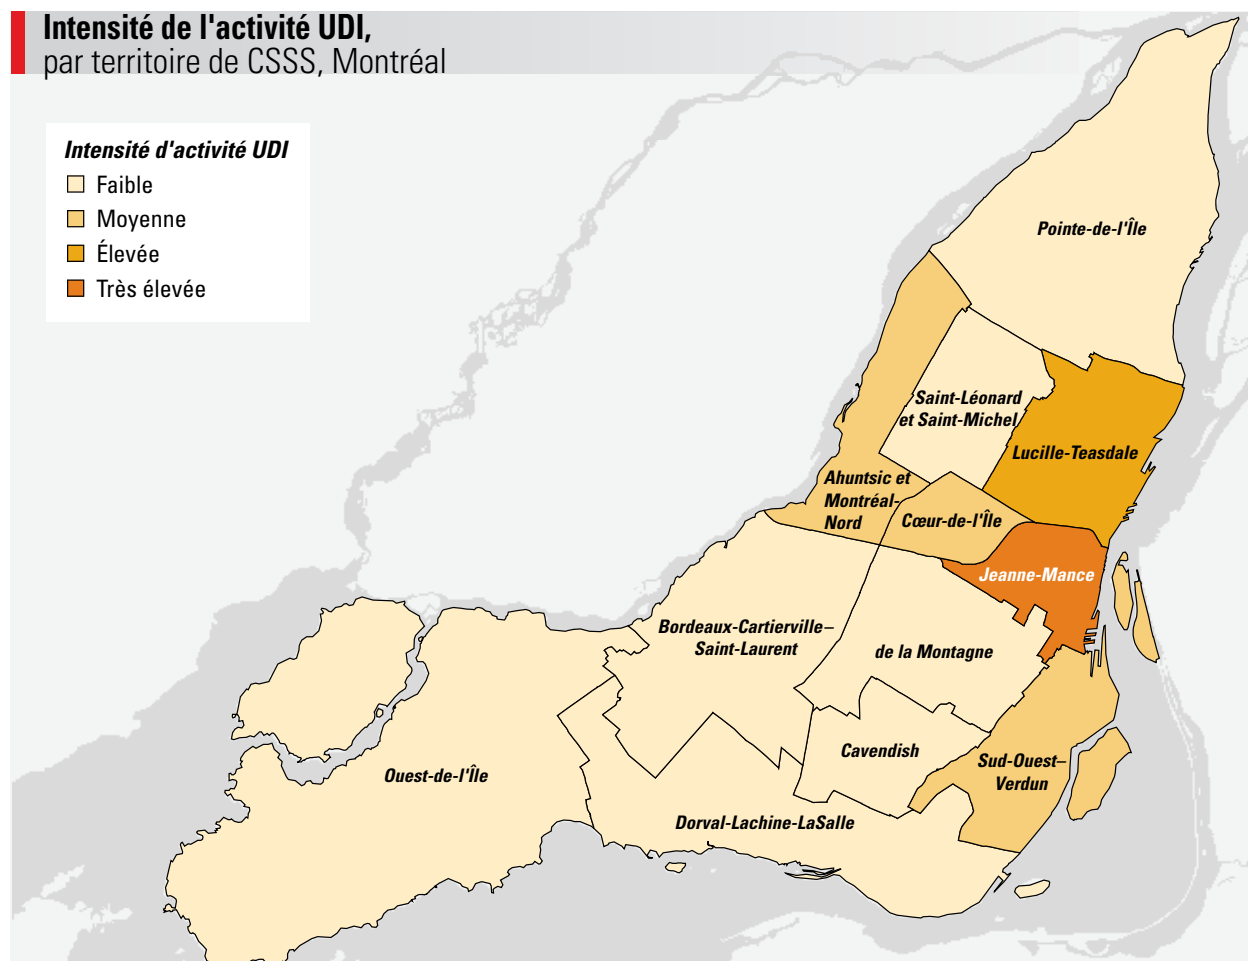 Intensité de l'activité UDI,
par territoire de CSSS, Montréal
Intensité d'activité UDI
Faible
Moyenne
Élevée
Très élevée
Pointe-de-l'Île
Saint-Léonard
et Saint-Michel
Lucille-Teasdale
Ahuntsic et
Montréal-
Nord
Cœur-de-l'Île
Jeanne-Mance
Bordeaux-Cartierville–
Saint-Laurent
de la Montagne
Cavendish
Sud-Ouest–
Verdun
Ouest-de-l'Île
Dorval-Lachine-LaSalle